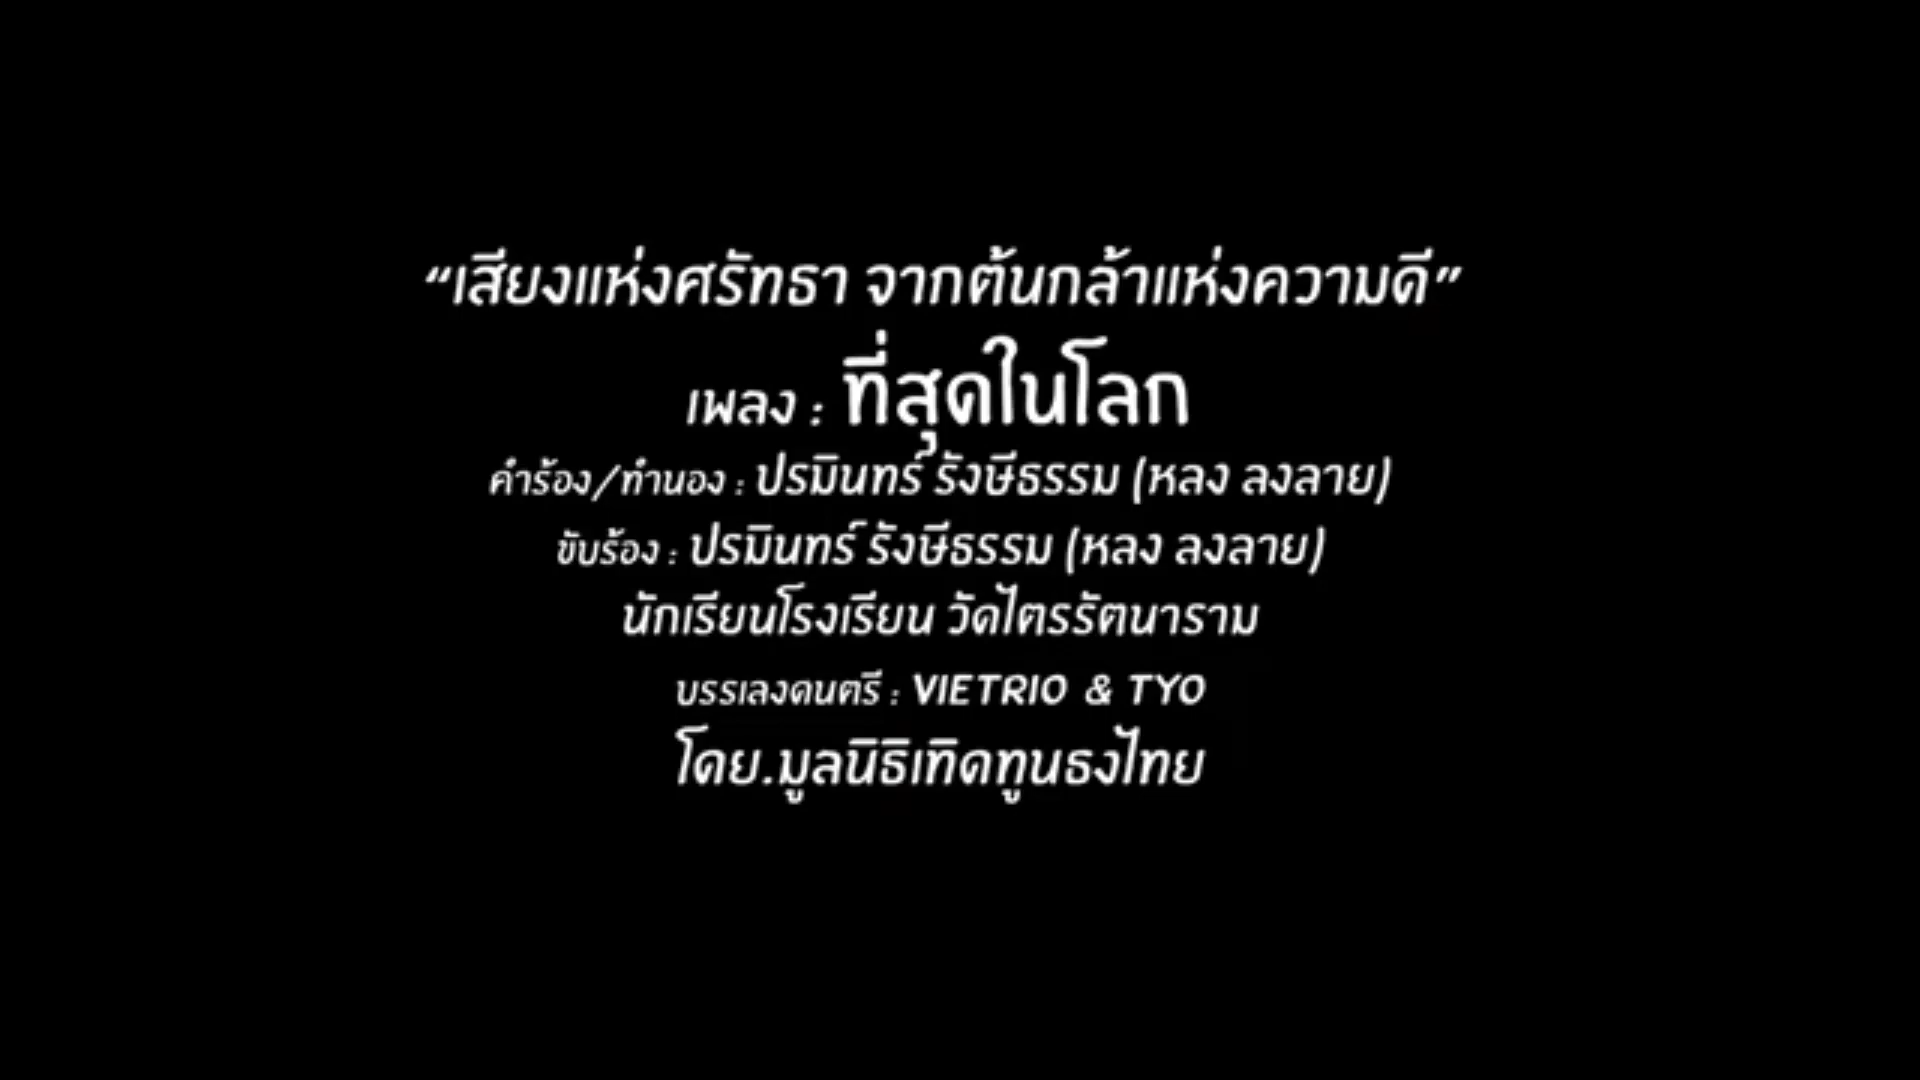 “เสียงแห่งศรัทธา จากต้นกล้าแห่งความดี”
เพลง : ที่สุดในโลก
คำร้อง/ทำนอง : ปรมินทร์ รังษีธรรม (หลง ลงลาย)
ขับร้อง : ปรมินทร์ รังษีธรรม (หลง ลงลาย)
นักเรียนโรงเรียน วัดไตรรัตนาราม
บรรเลงดนตรี : VIETRIO & TYO
โดย.มูลนิธิเทิดทูนธงไทย